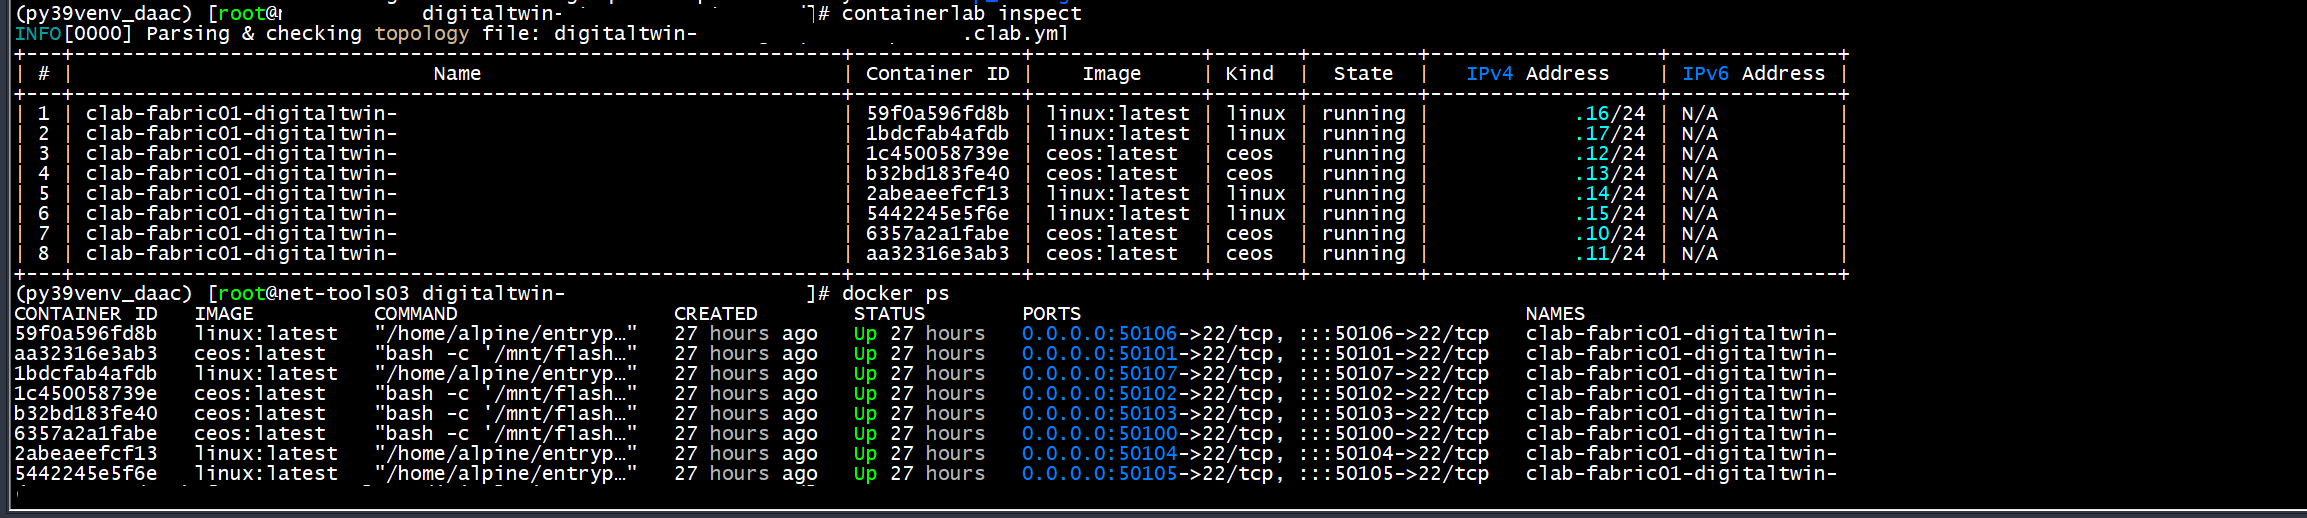 (py39venv_daac) [root@ digitaltwin- ]# containerlab inspect
INFO[0000] Parsing & checking topology file: digitaltwin- .clab.yml
+---+----------------------------------------------------------------+--------------+--------------+-------+---------+-------------------+--------------+
| # | Name | Container ID | Image | Kind | State | IPv4 Address | IPv6 Address |
+---+----------------------------------------------------------------+--------------+--------------+-------+---------+-------------------+--------------+
| 1 | clab-fabric01-digitaltwin- | 59f0a596fd8b | linux:latest | linux | running | .16/24 | N/A |
| 2 | clab-fabric01-digitaltwin- | 1bdcfab4afdb | linux:latest | linux | running | .17/24 | N/A |
| 3 | clab-fabric01-digitaltwin- | 1c450058739e | ceos:latest | ceos | running | .12/24 | N/A |
| 4 | clab-fabric01-digitaltwin- | b32bd183fe40 | ceos:latest | ceos | running | .13/24 | N/A |
| 5 | clab-fabric01-digitaltwin- | 2abeaeefcf13 | linux:latest | linux | running | .14/24 | N/A |
| 6 | clab-fabric01-digitaltwin- | 5442245e5f6e | linux:latest | linux | running | .15/24 | N/A |
| 7 | clab-fabric01-digitaltwin- | 6357a2a1fabe | ceos:latest | ceos | running | .10/24 | N/A |
| 8 | clab-fabric01-digitaltwin- | aa32316e3ab3 | ceos:latest | ceos | running | .11/24 | N/A |
+---+----------------------------------------------------------------+--------------+--------------+-------+---------+-------------------+--------------+
(py39venv_daac) [root@net-tools03 digitaltwin- ]# docker ps
CONTAINER ID IMAGE COMMAND CREATED STATUS PORTS NAMES
59f0a596fd8b linux:latest "/home/alpine/entryp…" 27 hours ago Up 27 hours 0.0.0.0:50106->22/tcp, :::50106->22/tcp clab-fabric01-digitaltwin-
aa32316e3ab3 ceos:latest "bash -c '/mnt/flash…" 27 hours ago Up 27 hours 0.0.0.0:50101->22/tcp, :::50101->22/tcp clab-fabric01-digitaltwin-
1bdcfab4afdb linux:latest "/home/alpine/entryp…" 27 hours ago Up 27 hours 0.0.0.0:50107->22/tcp, :::50107->22/tcp clab-fabric01-digitaltwin-
1c450058739e ceos:latest "bash -c '/mnt/flash…" 27 hours ago Up 27 hours 0.0.0.0:50102->22/tcp, :::50102->22/tcp clab-fabric01-digitaltwin-
b32bd183fe40 ceos:latest "bash -c '/mnt/flash…" 27 hours ago Up 27 hours 0.0.0.0:50103->22/tcp, :::50103->22/tcp clab-fabric01-digitaltwin-
6357a2a1fabe ceos:latest "bash -c '/mnt/flash…" 27 hours ago Up 27 hours 0.0.0.0:50100->22/tcp, :::50100->22/tcp clab-fabric01-digitaltwin-
2abeaeefcf13 linux:latest "/home/alpine/entryp…" 27 hours ago Up 27 hours 0.0.0.0:50104->22/tcp, :::50104->22/tcp clab-fabric01-digitaltwin-
5442245e5f6e linux:latest "/home/alpine/entryp…" 27 hours ago Up 27 hours 0.0.0.0:50105->22/tcp, :::50105->22/tcp clab-fabric01-digitaltwin-